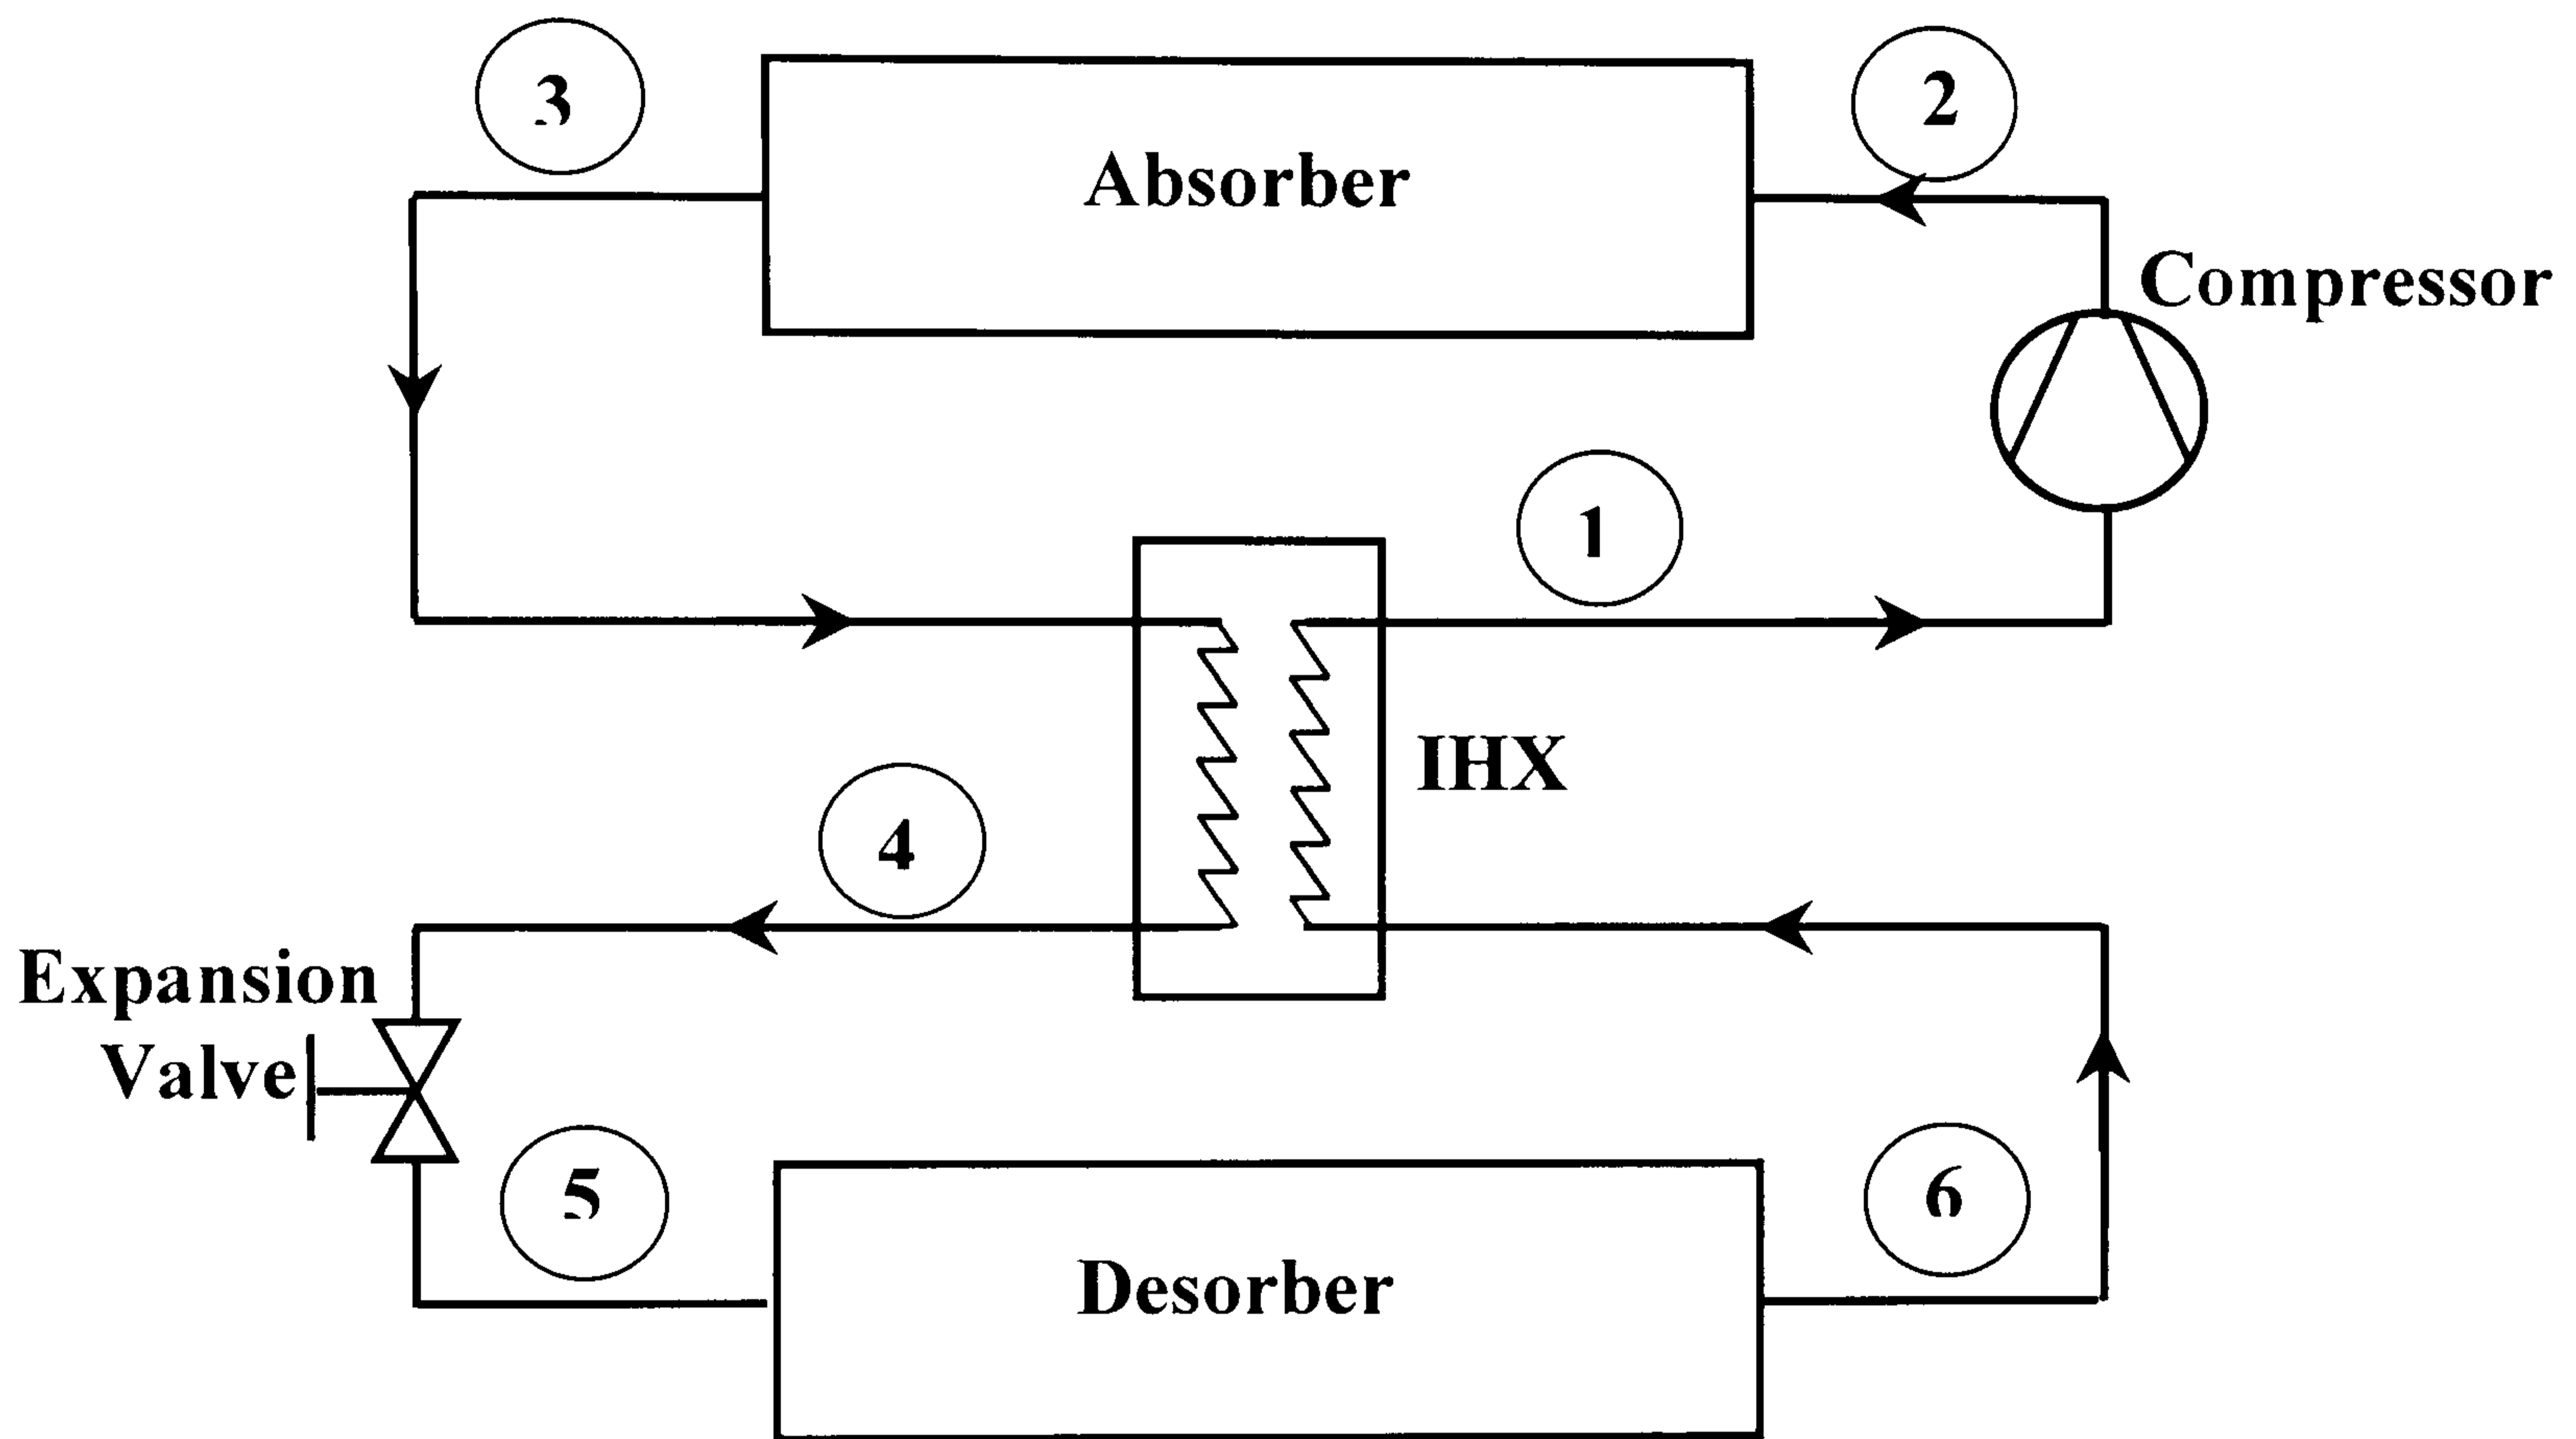 3
2
Absorber
Compressor
1
IHX
4
Expansion
Valve
5
6
Desorber